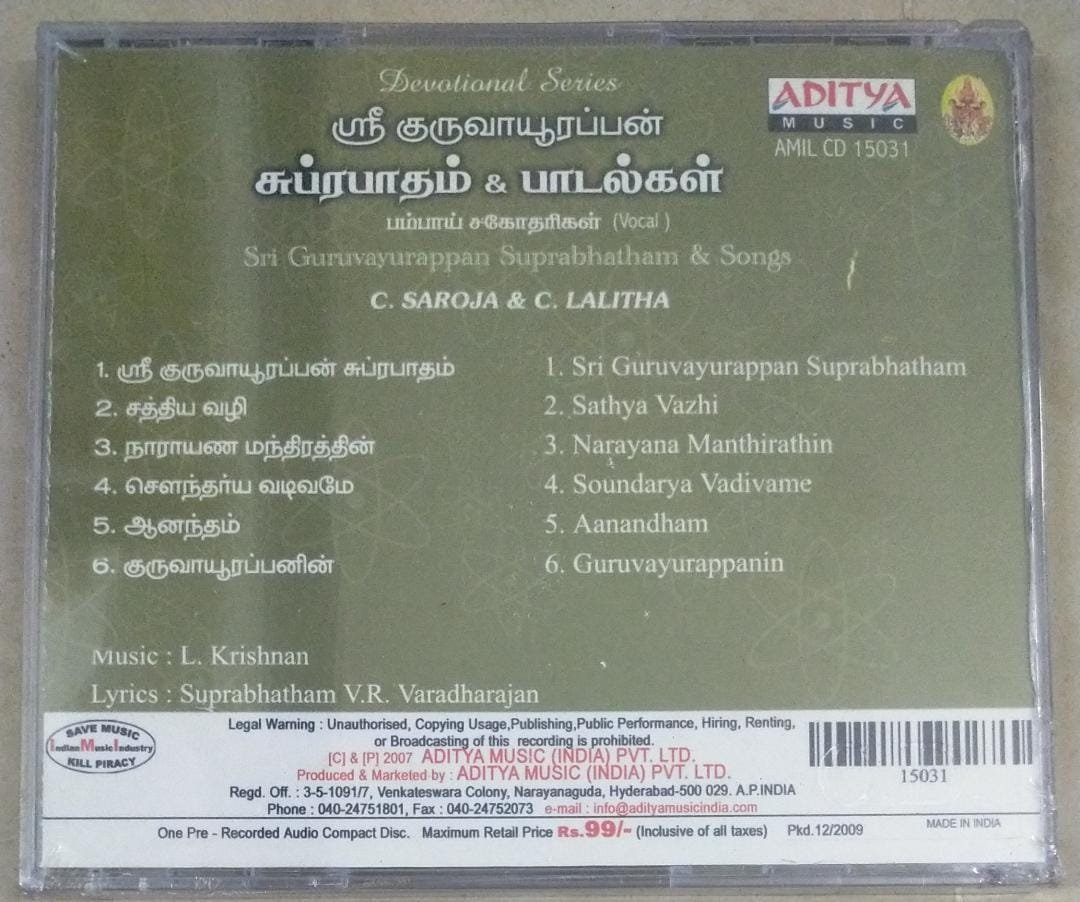 Devotional Series
ஸ்ரீ குருவாயூரப்பன்
சுப்ரபாதம் & பாடல்கள்
பம்பாய் சகோதரிகள் (Vocal)
Sri Guruvayurappan Suprabhatham & Songs
C. SAROJA & C. LALITHA
ADITYA
MUSIC
AMIL CD 15031
1. ஸ்ரீ குருவாயூரப்பன் சுப்ரபாதம்
2. சத்திய வழி
3. நாராயண மந்திரத்தின்
4. சௌந்தர்ய வடிவமே
5. ஆனந்தம்
6. குருவாயூரப்பனின்
1. Sri Guruvayurappan Suprabhatham
2. Sathya Vazhi
3. Narayana Manthirathin
4. Soundarya Vadivame
5. Aanandham
6. Guruvayurappanin
Music : L. Krishnan
Lyrics : Suprabhatham V.R. Varadharajan
SAVE MUSIC
Indian Music Industry
KILL PIRACY
Legal Warning : Unauthorised, Copying Usage,Publishing,Public Performance, Hiring, Renting,
or Broadcasting of this recording is prohibited.
[C] & [P] 2007 ADITYA MUSIC (INDIA) PVT. LTD.
Produced & Marketed by : ADITYA MUSIC (INDIA) PVT. LTD.
Regd. Off. : 3-5-1091/7, Venkateswara Colony, Narayanaguda, Hyderabad-500 029. A.P.INDIA
Phone : 040-24751801, Fax : 040-24752073 e-mail : info@adityamusicindia.com
15031
One Pre - Recorded Audio Compact Disc. Maximum Retail Price Rs.99/- (Inclusive of all taxes) Pkd.12/2009
MADE IN INDIA